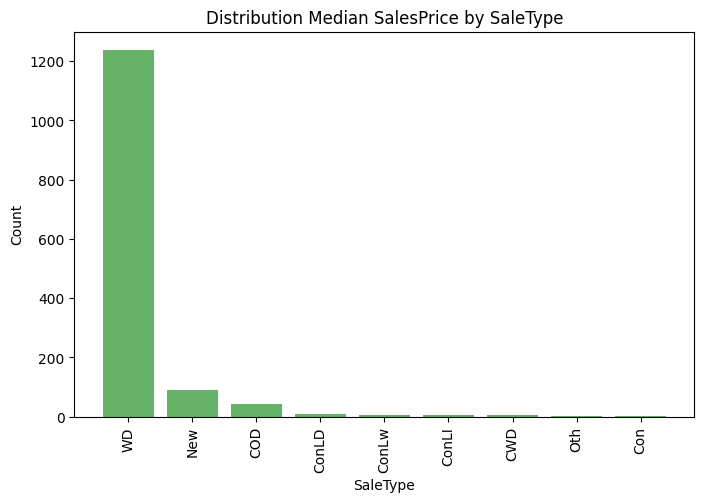 Distribution Median SalesPrice by SaleType
1200
1000
800
600
400
200
0
Count
WD
New
COD
ConLD
ConLw
ConLI
CWD
Oth
Con
SaleType